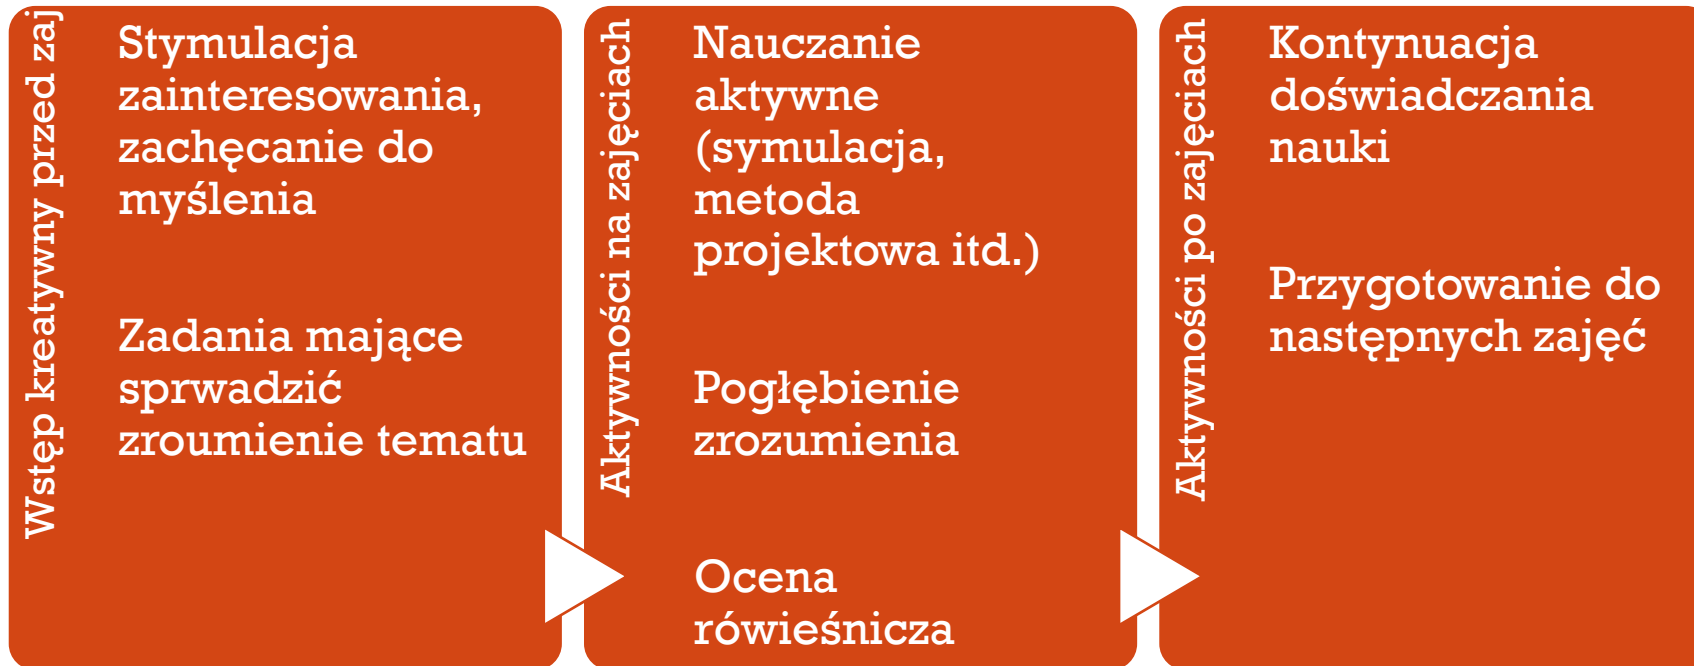 Wstęp kreatywny przed zaj
Stymulacja
zainteresowania,
zachęcanie do
myślenia
Zadania mające
sprwadzić
zroumienie tematu
Aktywności na zajęciach
Nauczanie
aktywne
(symulacja,
metoda
projektowa itd.)
Pogłębienie
zrozumienia
Ocena
rówieśnicza
Aktywności po zajęciach
Kontynuacja
doświadczania
nauki
Przygotowanie do
następnych zajęć